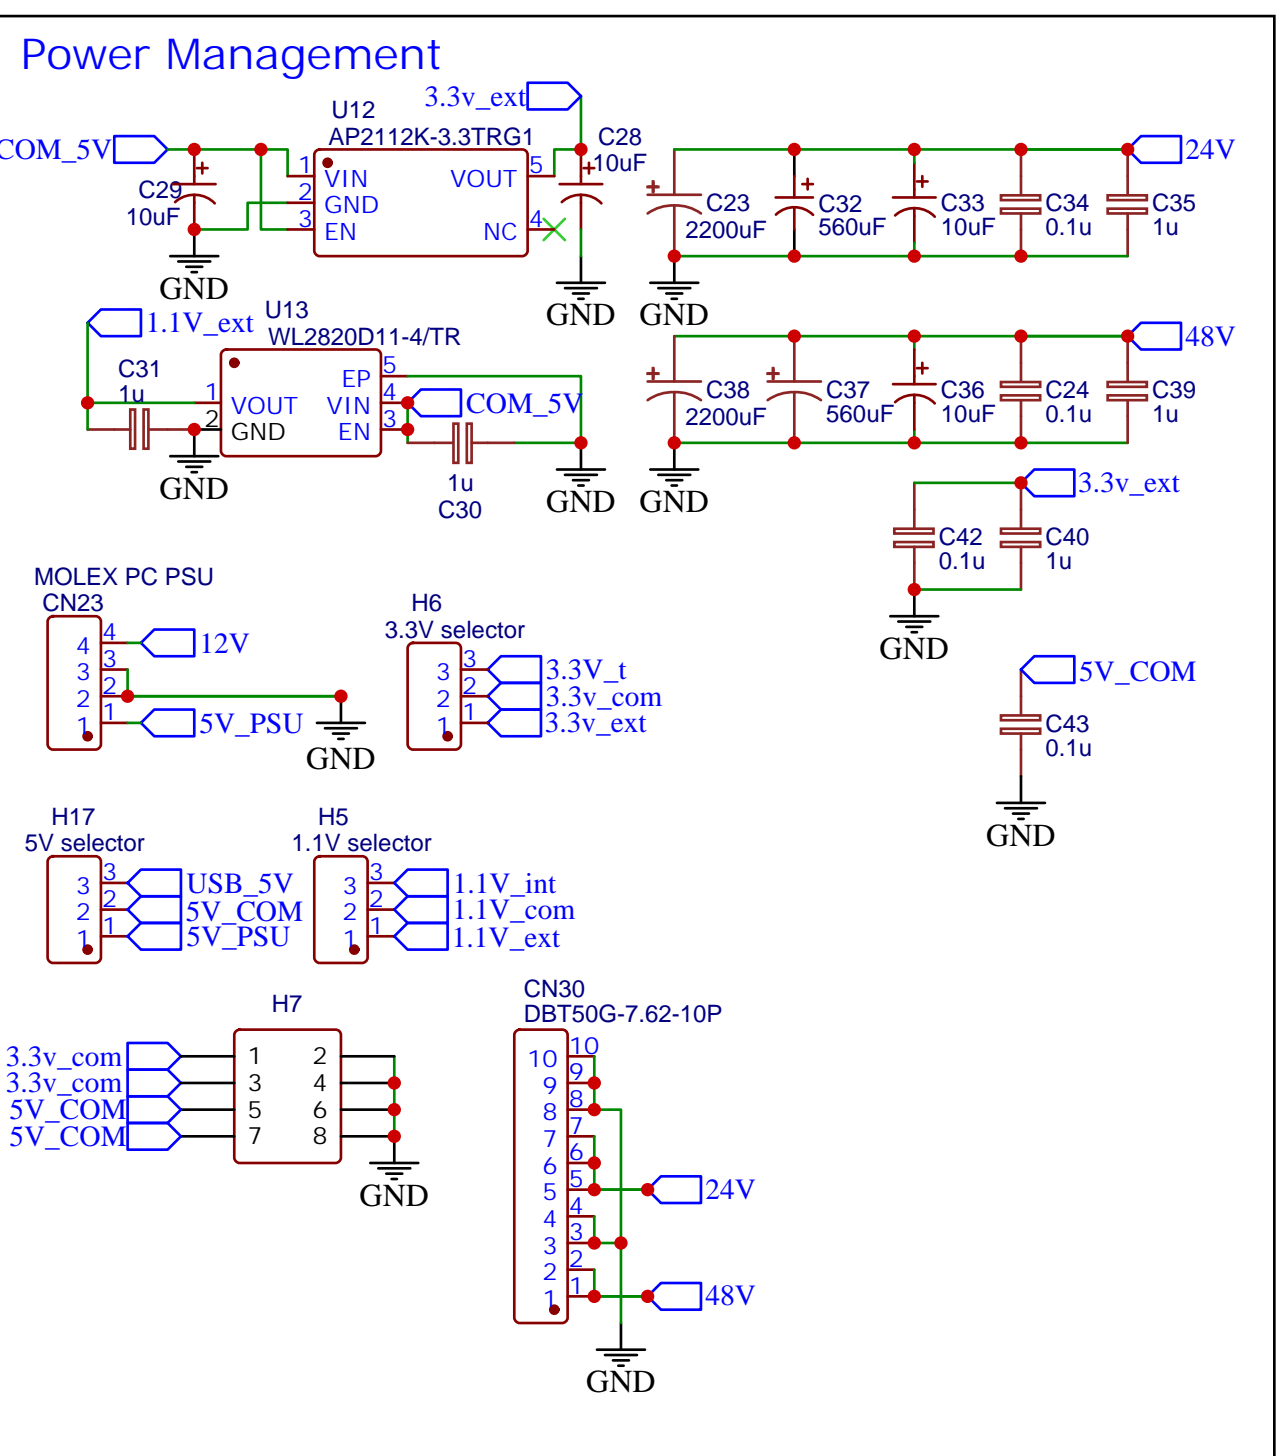 Power Management
3.3v_ext
U12
AP2112K-3.3TRG1
COM_5V
C29
10uF
1 VIN
2 GND
3 EN
VOUT 5
NC 4
C28
10uF
GND
GND
24V
C23
2200uF
C32
560uF
C33
10uF
C34
0.1u
C35
1u
GND
1.1V_ext
U13
WL2820D11-4/TR
C31
1u
1 VOUT
2 GND
EP 5
VIN 4
EN 3
COM_5V
1u
C30
GND
GND
48V
C38
2200uF
C37
560uF
C36
10uF
C24
0.1u
C39
1u
GND
3.3v_ext
C42
0.1u
C40
1u
GND
5V_COM
C43
0.1u
GND
MOLEX PC PSU
CN23
4 4 12V
3 3
2 2
1 1 5V_PSU
GND
H6
3.3V selector
3 3 3.3V_t
2 2 3.3v_com
1 1 3.3v_ext
H17
5V selector
3 3 USB_5V
2 2 5V_COM
1 1 5V_PSU
H5
1.1V selector
3 3 1.1V_int
2 2 1.1V_com
1 1 1.1V_ext
H7
3.3v_com 1 2
3.3v_com 3 4
5V_COM 5 6
5V_COM 7 8
GND
CN30
DBT50G-7.62-10P
10 10
9 9
8 8
7 7
6 6
5 5 24V
4 4
3 3
2 2
1 1 48V
GND